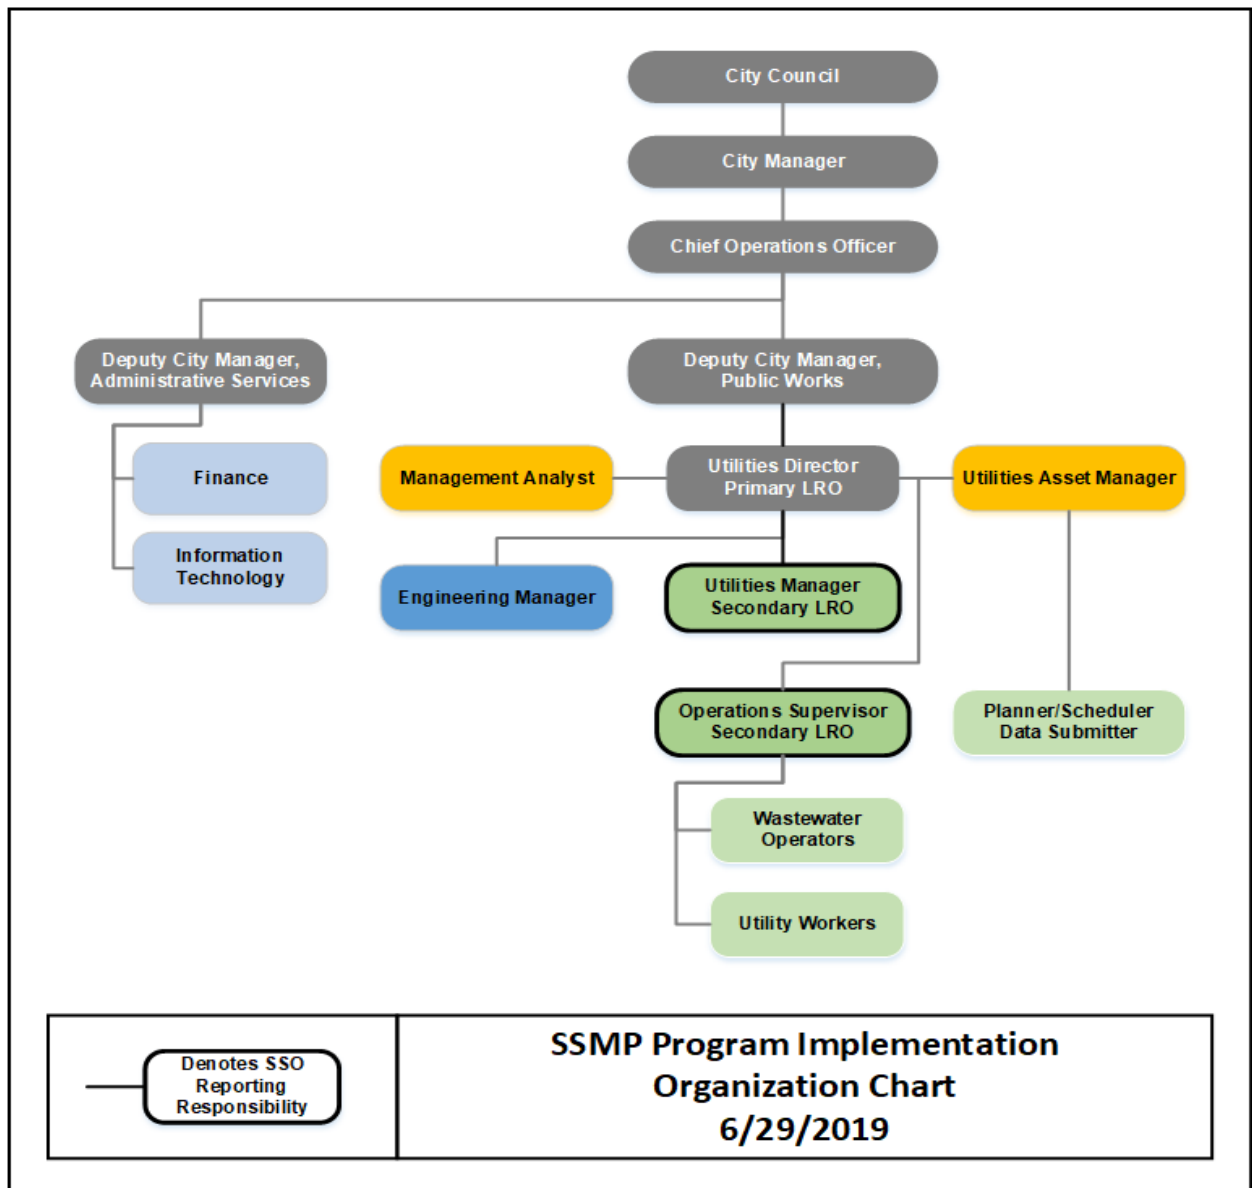 City Council
City Manager
Chief Operations Officer
Deputy City Manager,
Administrative Services
Deputy City Manager,
Public Works
Finance
Information
Technology
Management Analyst
Utilities Director
Primary LRO
Utilities Asset Manager
Engineering Manager
Utilities Manager
Secondary LRO
Operations Supervisor
Secondary LRO
Planner/Scheduler
Data Submitter
Wastewater
Operators
Utility Workers
Denotes SSO
Reporting
Responsibility
SSMP Program Implementation
Organization Chart
6/29/2019